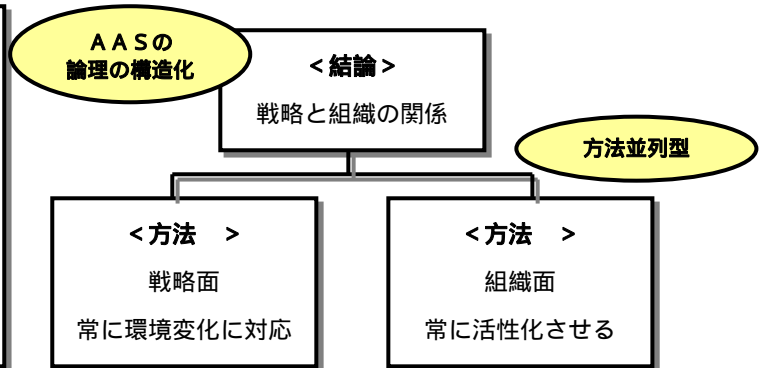 ＡＡＳの
論理の構造化
＜結論＞
戦略と組織の関係
方法並列型
＜方法　＞
戦略面
常に環境変化に対応
＜方法　＞
組織面
常に活性化させる